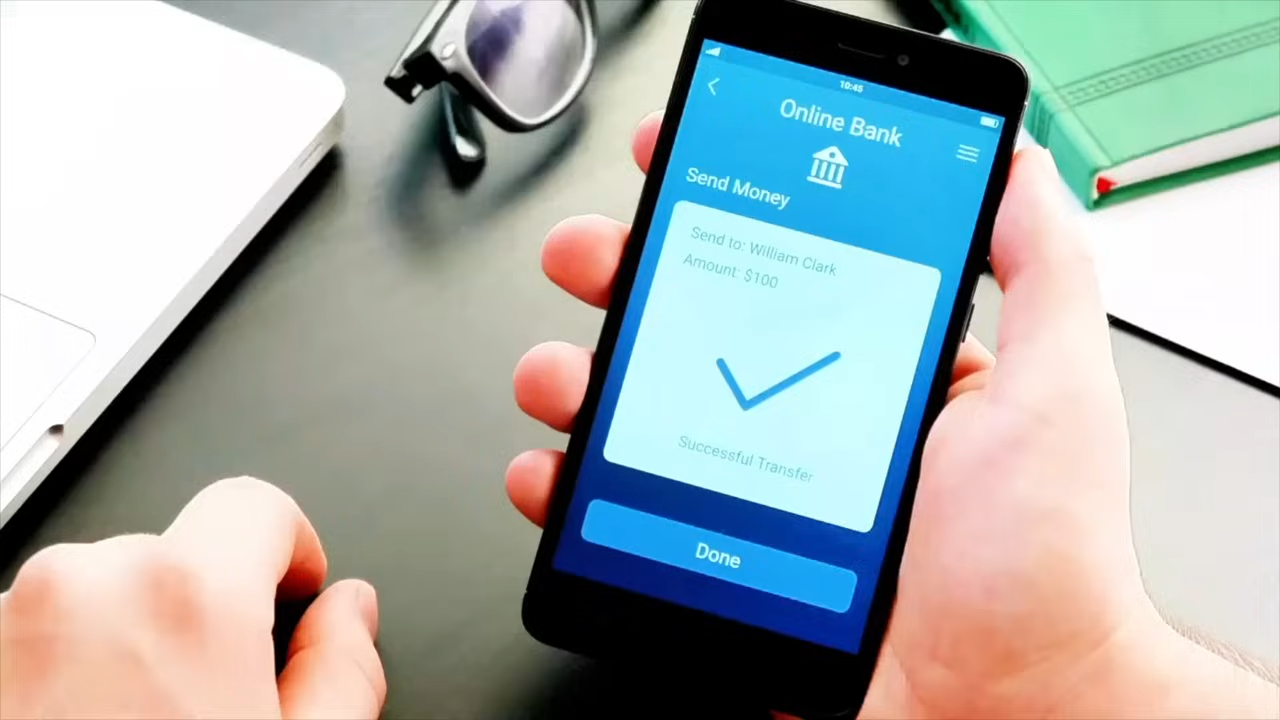 10:45
Online Bank
Send Money
Send to: William Clark
Amount: $100
Successful Transfer
Done